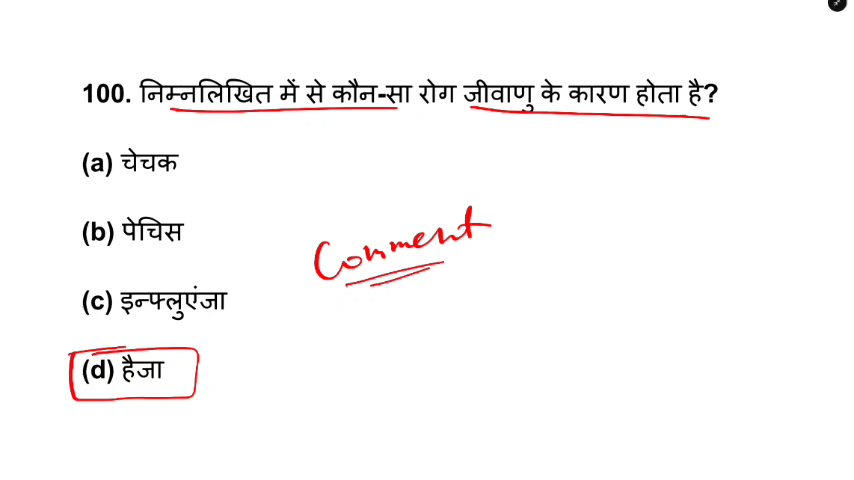 100. निम्नलिखित में से कौन-सा रोग जीवाणु के कारण होता है?
(a) चेचक
(b) पेचिस
Comment
(c) इन्फ्लुएंजा
(d) हैजा